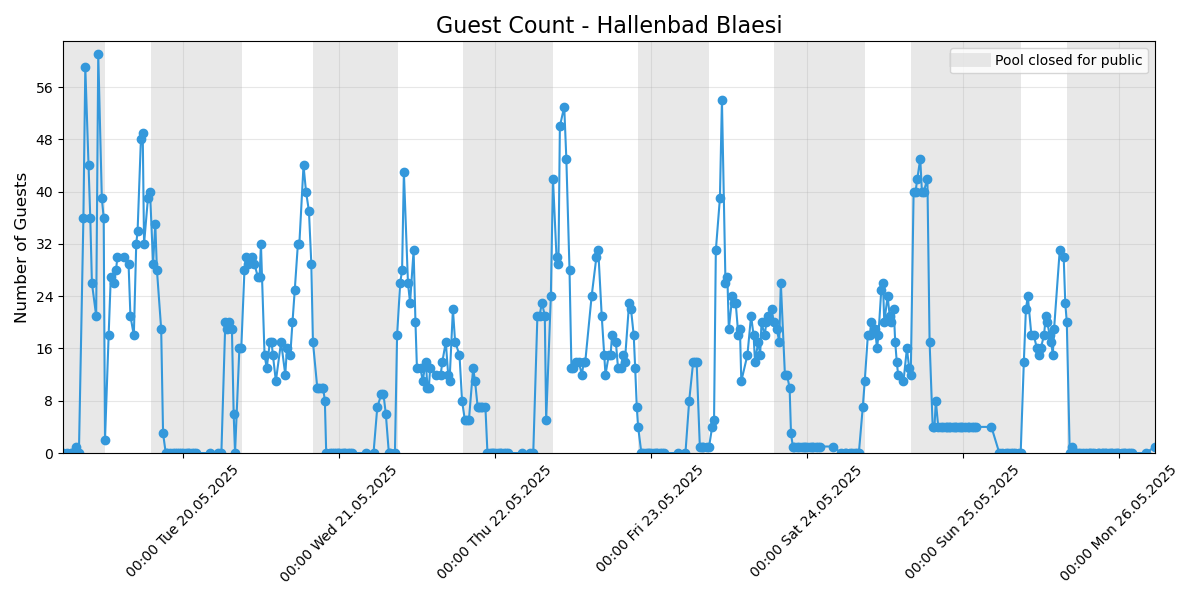 Guest Count - Hallenbad Blaesi
Pool closed for public
Number of Guests
56
48
40
32
24
16
8
0
00:00 Tue 20.05.2025
00:00 Wed 21.05.2025
00:00 Thu 22.05.2025
00:00 Fri 23.05.2025
00:00 Sat 24.05.2025
00:00 Sun 25.05.2025
00:00 Mon 26.05.2025